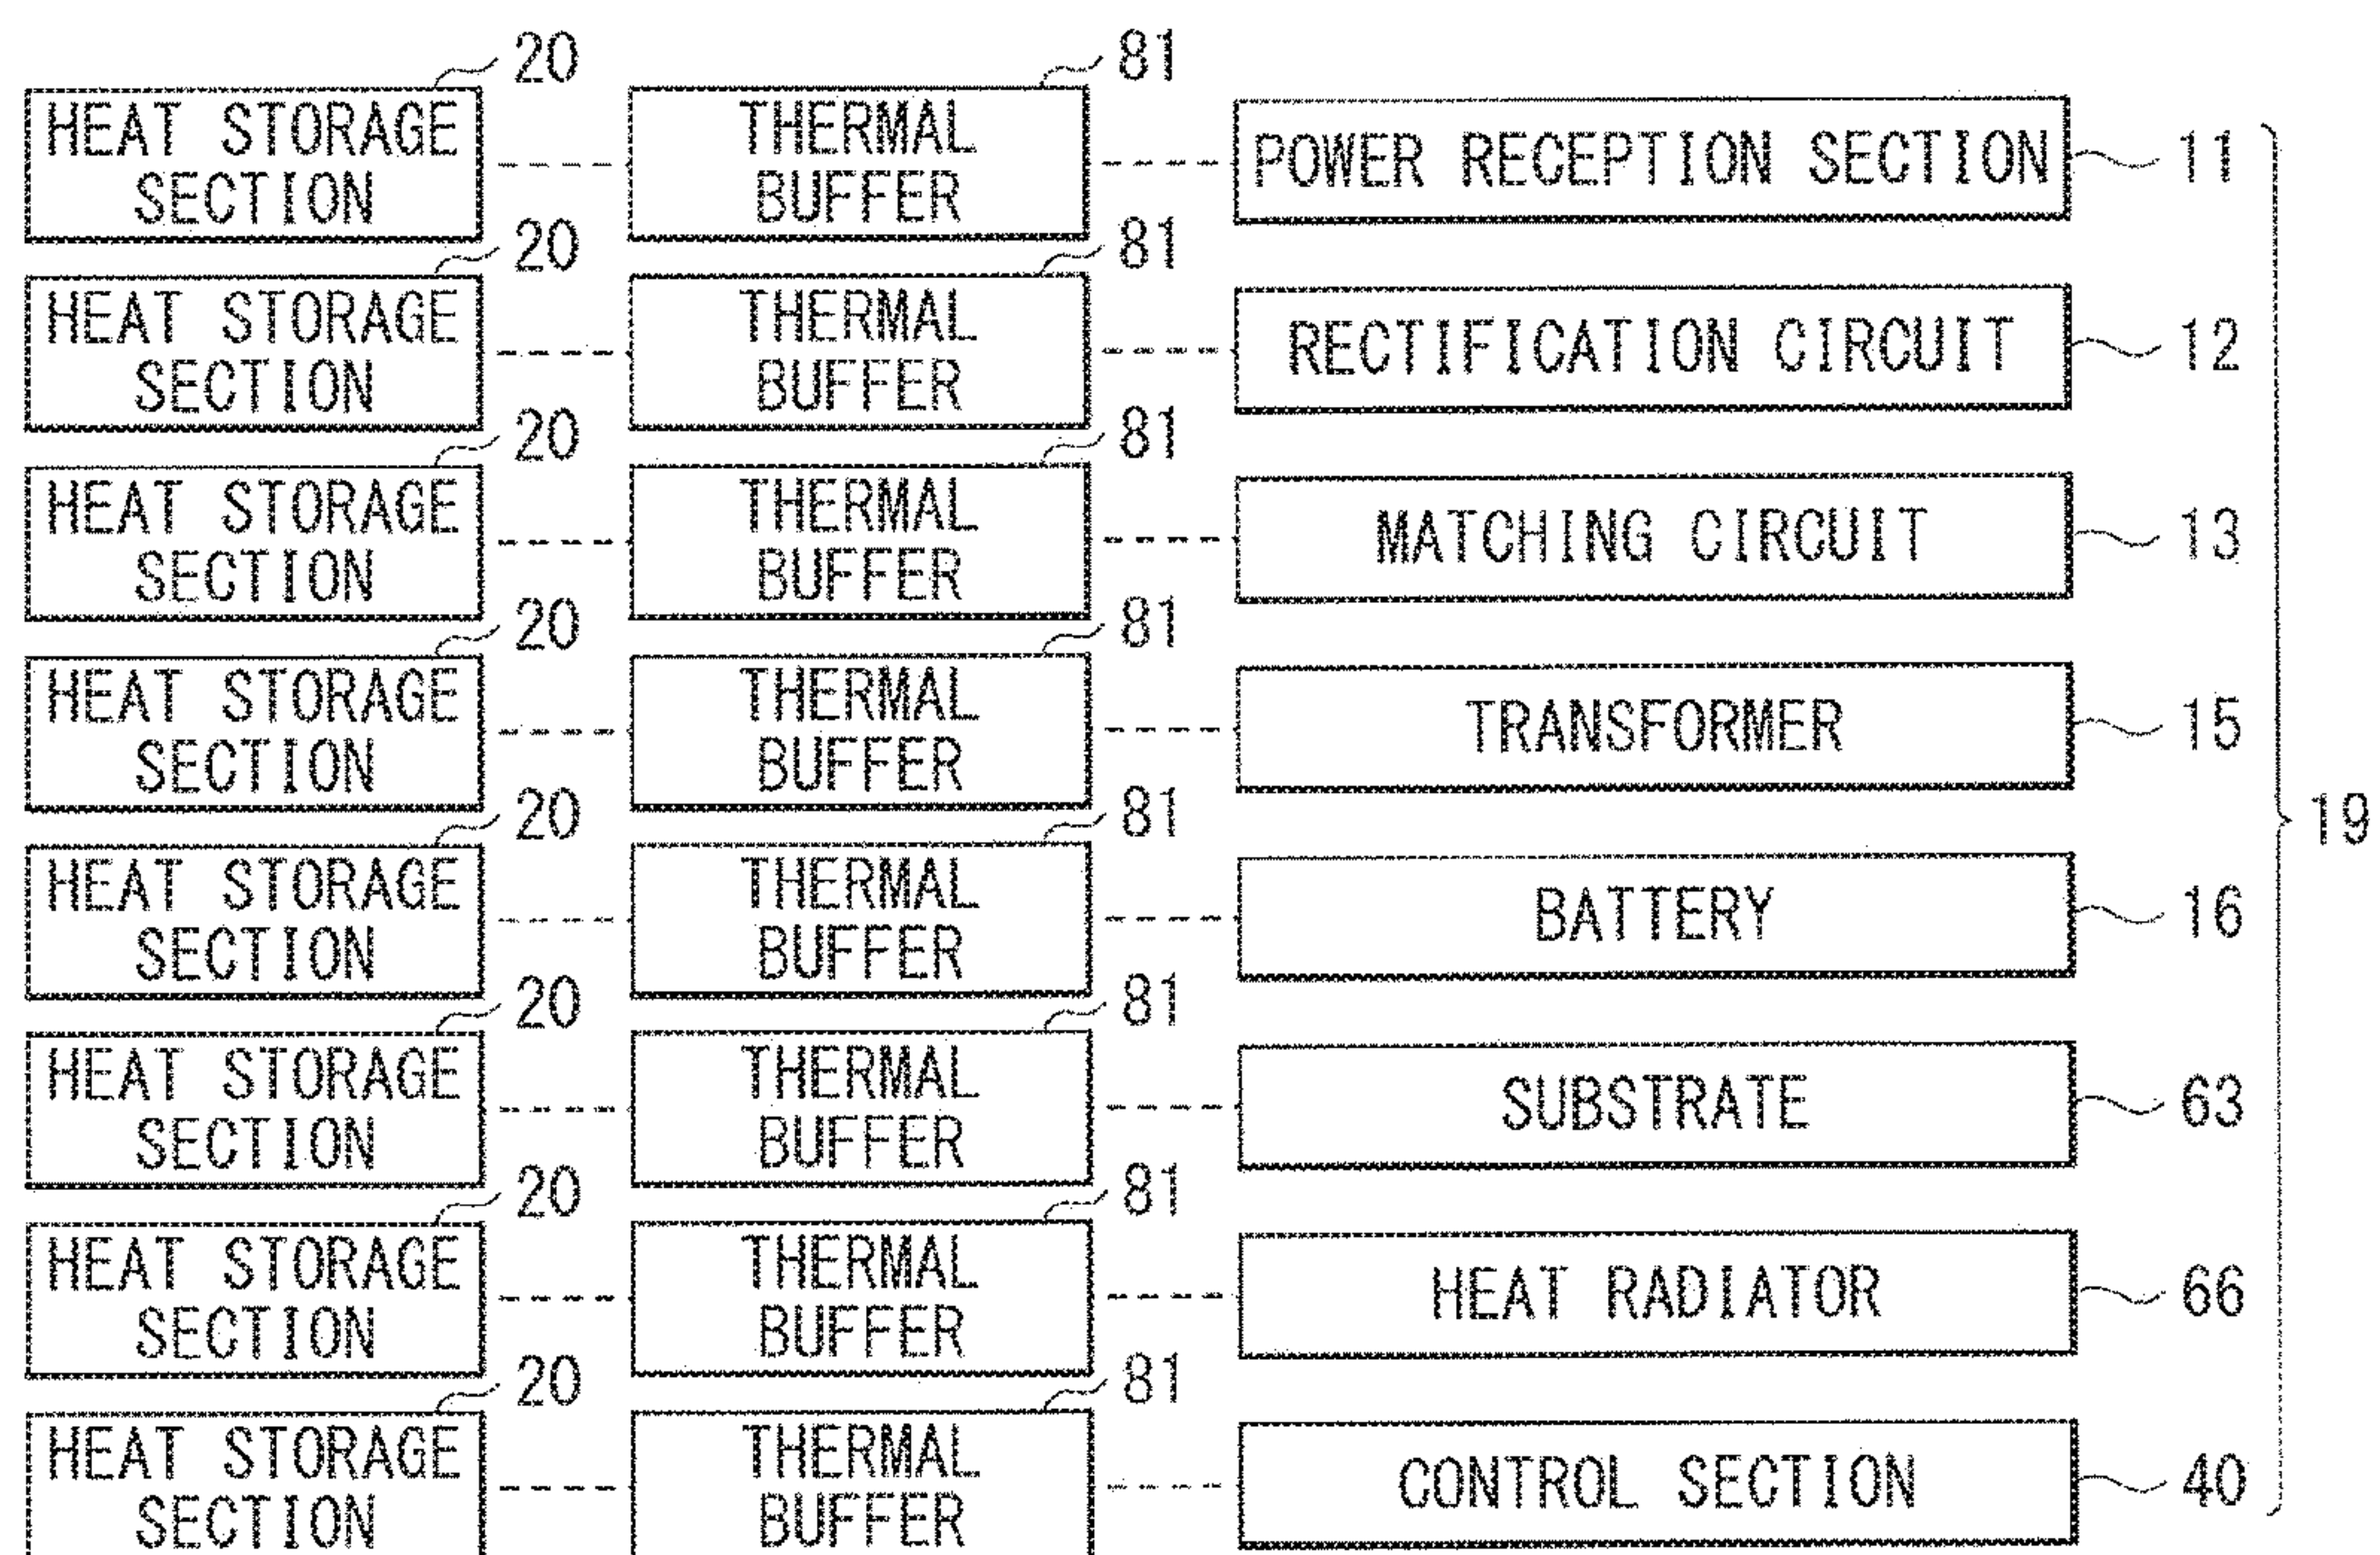 20 81
HEAT STORAGE THERMAL
SECTION BUFFER
POWER RECEPTION SECTION 11
20 81
HEAT STORAGE THERMAL
SECTION BUFFER
RECTIFICATION CIRCUIT 12
20 81
HEAT STORAGE THERMAL
SECTION BUFFER
MATCHING CIRCUIT 13
20 81
HEAT STORAGE THERMAL
SECTION BUFFER
TRANSFORMER 15
19
20 81
HEAT STORAGE THERMAL
SECTION BUFFER
BATTERY 16
20 81
HEAT STORAGE THERMAL
SECTION BUFFER
SUBSTRATE 63
20 81
HEAT STORAGE THERMAL
SECTION BUFFER
HEAT RADIATOR 66
20 81
HEAT STORAGE THERMAL
SECTION BUFFER
CONTROL SECTION 40